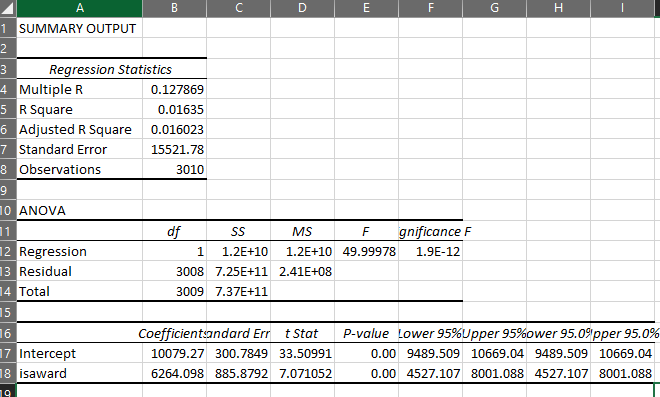 A B C D E F G H I
1 SUMMARY OUTPUT
2
3 Regression Statistics
4 Multiple R 0.127869
5 R Square 0.01635
6 Adjusted R Square 0.016023
7 Standard Error 15521.78
8 Observations 3010
9
10 ANOVA
11 df SS MS F gnificance F
12 Regression 1 1.2E+10 1.2E+10 49.99978 1.9E-12
13 Residual 3008 7.25E+11 2.41E+08
14 Total 3009 7.37E+11
15
16 Coefficients andard Err t Stat P-value Lower 95% Upper 95% ower 95.0% pper 95.0%
17 Intercept 10079.27 300.7849 33.50991 0.00 9489.509 10669.04 9489.509 10669.04
18 isaward 6264.098 885.8792 7.071052 0.00 4527.107 8001.088 4527.107 8001.088
19